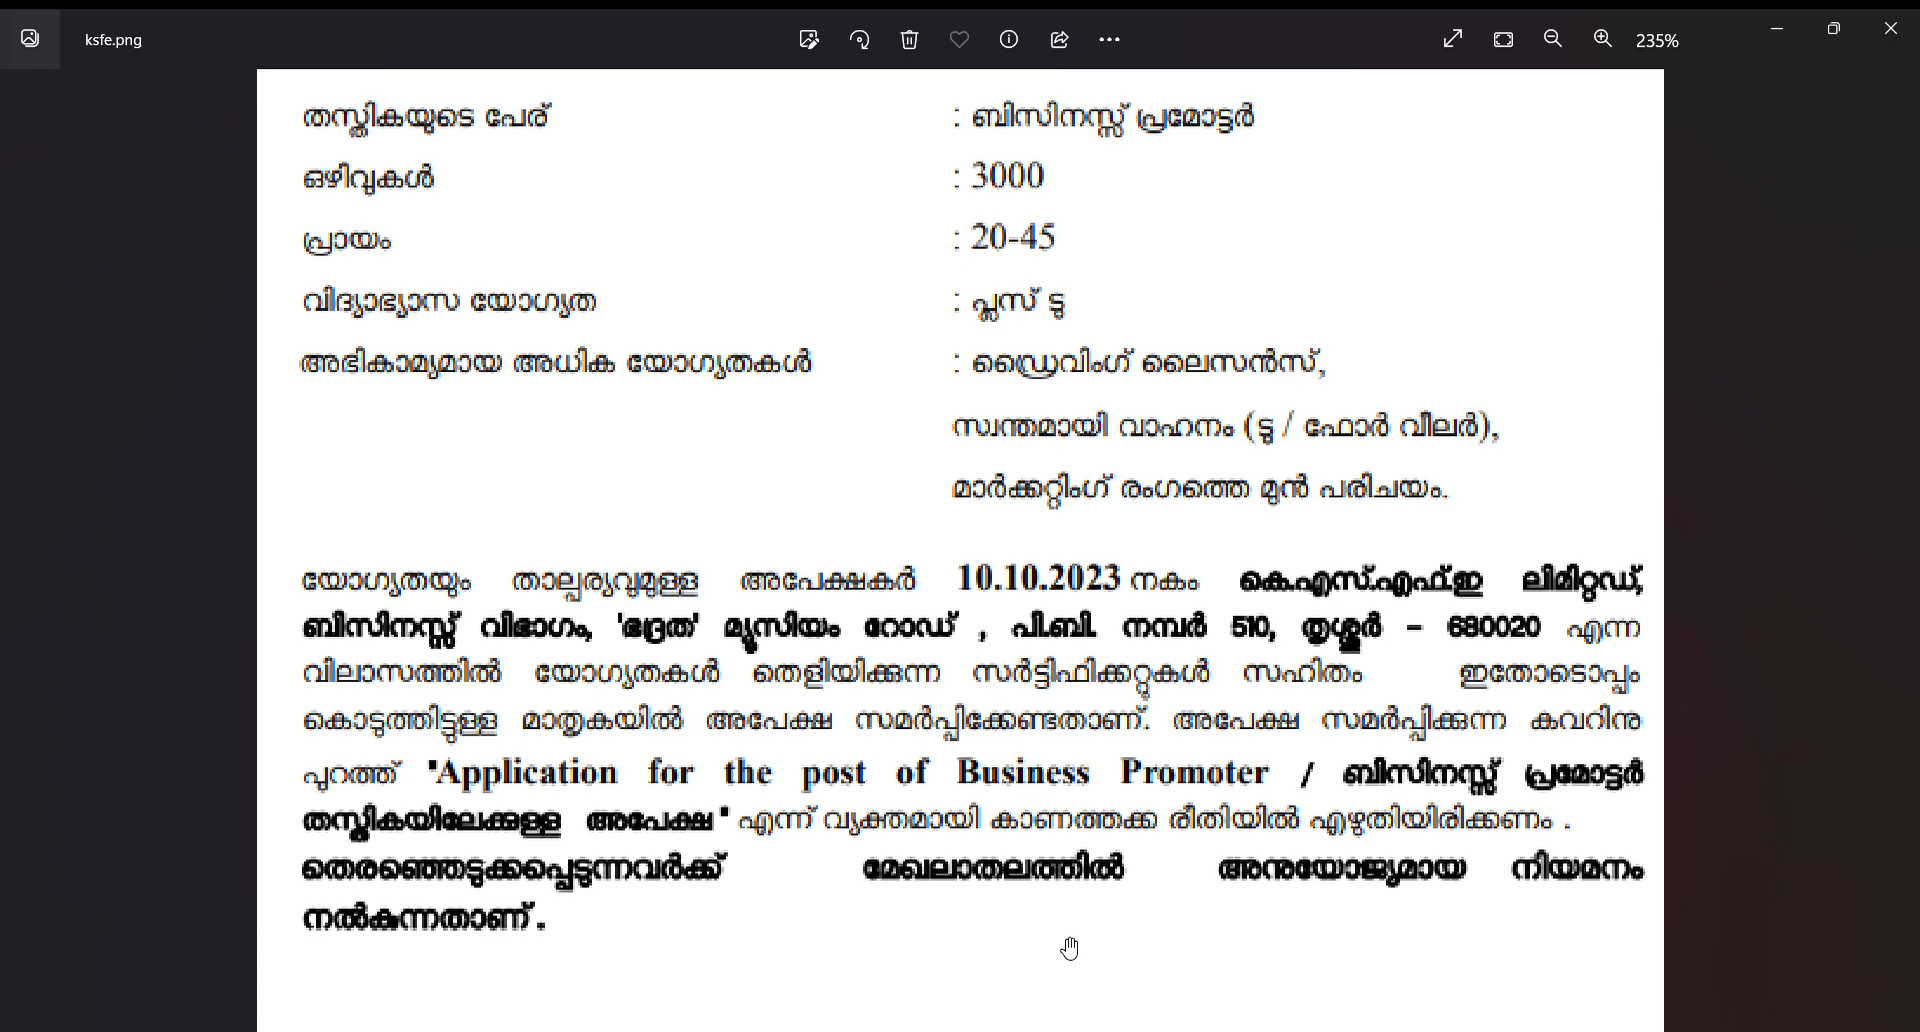 ksfe.png
235%
തസ്തികയുടെ പേര് : ബിസിനസ്സ് പ്രമോട്ടർ
ഒഴിവുകൾ : 3000
പ്രായം : 20-45
വിദ്യാഭ്യാസ യോഗ്യത : പ്ലസ് ടു
അഭികാമ്യമായ അധിക യോഗ്യതകൾ : ഡ്രൈവിംഗ് ലൈസൻസ്,
സ്വന്തമായി വാഹനം (ടു / ഫോർ വീലർ),
മാർക്കറ്റിംഗ് രംഗത്തെ മുൻ പരിചയം.
യോഗ്യതയും താല്പര്യവുമുള്ള അപേക്ഷകർ 10.10.2023 നകം കെ.എസ്.എഫ്.ഇ ലിമിറ്റഡ്,
ബിസിനസ്സ് വിഭാഗം, 'ഭദ്രത' മ്യൂസിയം റോഡ് , പി.ബി. നമ്പർ 510, തൃശ്ശൂർ – 680020 എന്ന
വിലാസത്തിൽ യോഗ്യതകൾ തെളിയിക്കുന്ന സർട്ടിഫിക്കറ്റുകൾ സഹിതം ഇതോടൊപ്പം
കൊടുത്തിട്ടുള്ള മാതൃകയിൽ അപേക്ഷ സമർപ്പിക്കേണ്ടതാണ്. അപേക്ഷ സമർപ്പിക്കുന്ന കവറിനു
പുറത്ത് "Application for the post of Business Promoter / ബിസിനസ്സ് പ്രമോട്ടർ
തസ്തികയിലേക്കുള്ള അപേക്ഷ" എന്ന് വ്യക്തമായി കാണത്തക്ക രീതിയിൽ എഴുതിയിരിക്കണം .
തെരഞ്ഞെടുക്കപ്പെടുന്നവർക്ക് മേഖലാതലത്തിൽ അനുയോജ്യമായ നിയമനം
നൽകുന്നതാണ് .